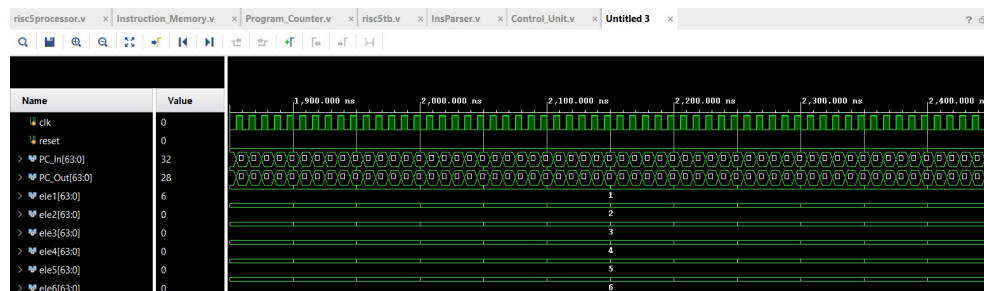 risc5processor.v × Instruction_Memory.v × Program_Counter.v × risc5tb.v × InsParser.v × Control_Unit.v × Untitled 3 × ?
Name Value 1,900.000 ns 2,000.000 ns 2,100.000 ns 2,200.000 ns 2,300.000 ns 2,400.000 n
clk 0
reset 0
> PC_In[63:0] 32
> PC_Out[63:0] 28
> ele1[63:0] 6 1
> ele2[63:0] 0 2
> ele3[63:0] 0 3
> ele4[63:0] 0 4
> ele5[63:0] 0 5
> ele6[63:0] 0 6